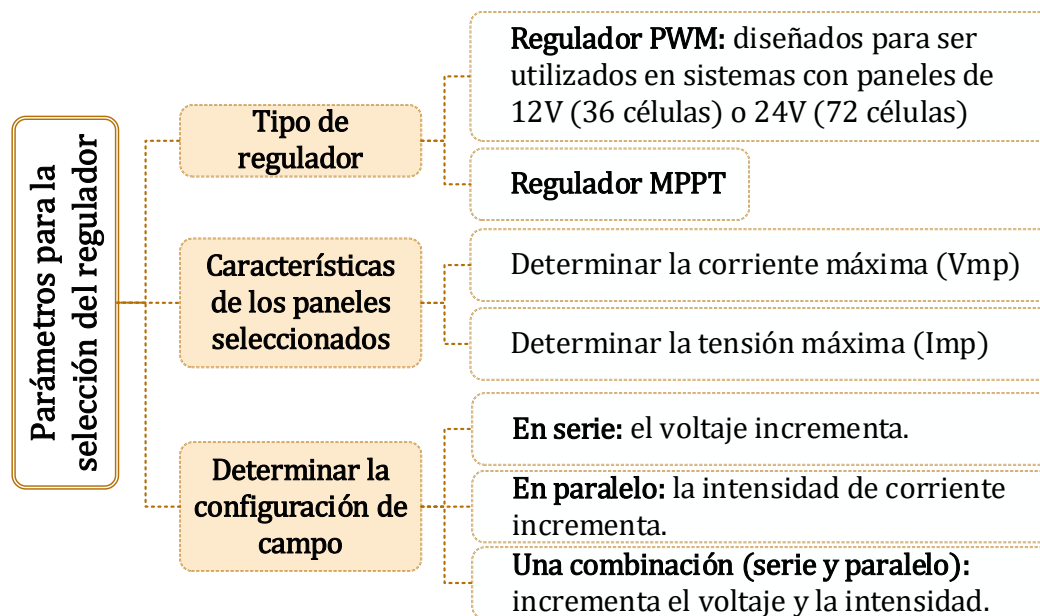 Parámetros para la
selección del regulador
Tipo de
regulador
Regulador PWM: diseñados para ser
utilizados en sistemas con paneles de
12V (36 células) o 24V (72 células)
Regulador MPPT
Características
de los paneles
seleccionados
Determinar la corriente máxima (Vmp)
Determinar la tensión máxima (Imp)
Determinar la
configuración de
campo
En serie: el voltaje incrementa.
En paralelo: la intensidad de corriente
incrementa.
Una combinación (serie y paralelo):
incrementa el voltaje y la intensidad.